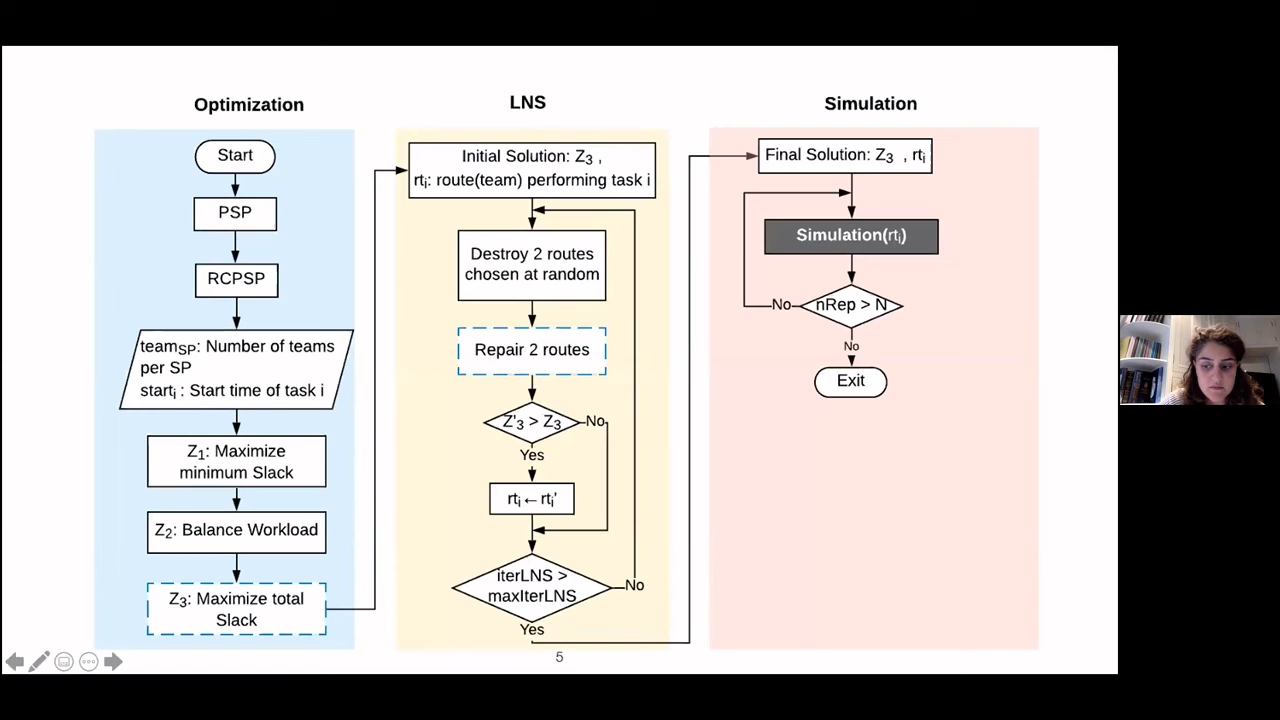 Optimization
Start
PSP
RCPSP
teamSP: Number of teams
per SP
starti : Start time of task i
Z1: Maximize
minimum Slack
Z2: Balance Workload
Z3: Maximize total
Slack
LNS
Initial Solution: Z3 ,
rti: route(team) performing task i
Destroy 2 routes
chosen at random
Repair 2 routes
Z'3 > Z3
No
Yes
rti ← rti'
iterLNS >
maxIterLNS
No
Yes
Simulation
Final Solution: Z3 , rti
Simulation(rti)
nRep > N
No
No
Exit
5